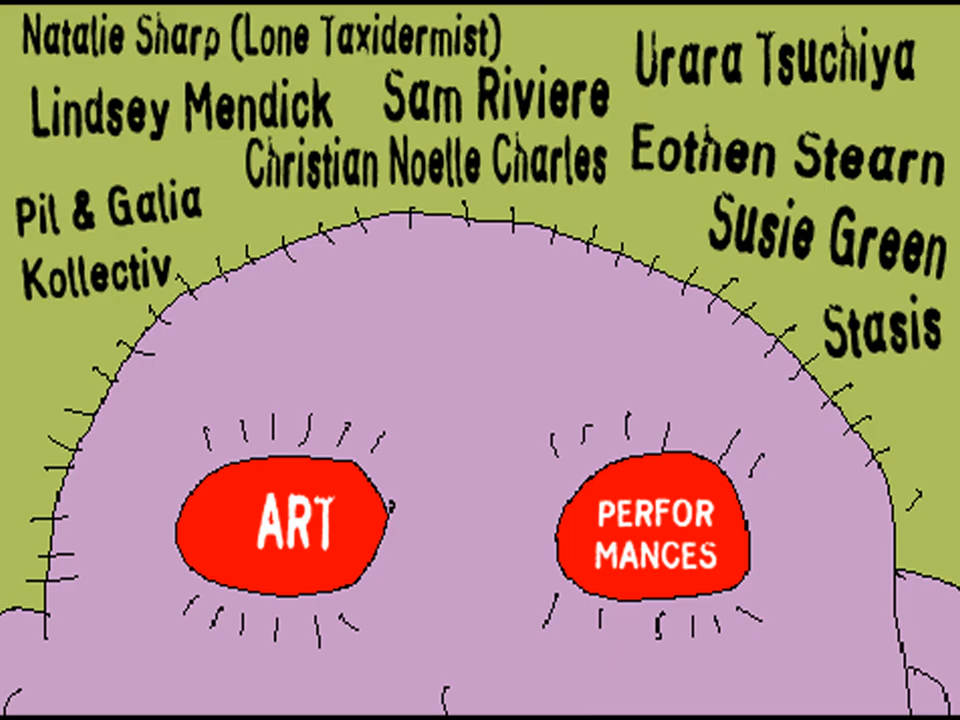 Natalie Sharp (Lone Taxidermist)
Urara Tsuchiya
Lindsey Mendick
Sam Riviere
Christian Noelle Charles
Eothen Stearn
Pil & Galia
Kollectiv
Susie Green
Stasis
ART
PERFOR
MANCES